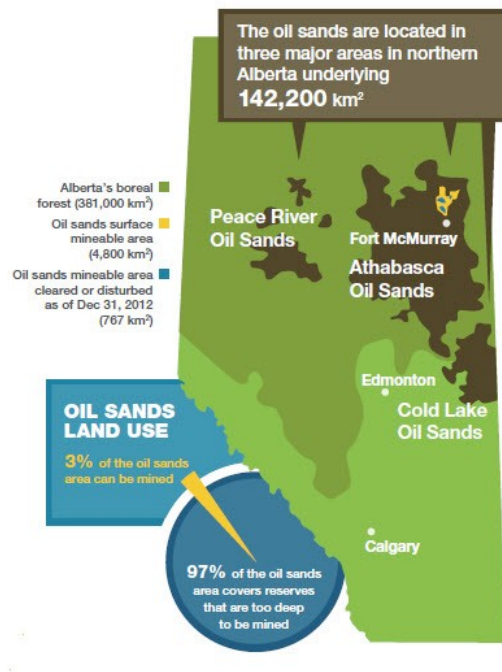 The oil sands are located in
three major areas in northern
Alberta underlying
142,200 km²
Alberta's boreal
forest (381,000 km²)
Oil sands surface
mineable area
(4,800 km²)
Oil sands mineable area
cleared or disturbed
as of Dec 31, 2012
(767 km²)
Peace River
Oil Sands
Fort McMurray
Athabasca
Oil Sands
Edmonton
Cold Lake
Oil Sands
Calgary
OIL SANDS
LAND USE
3% of the oil sands
area can be mined
97% of the oil sands
area covers reserves
that are too deep
to be mined